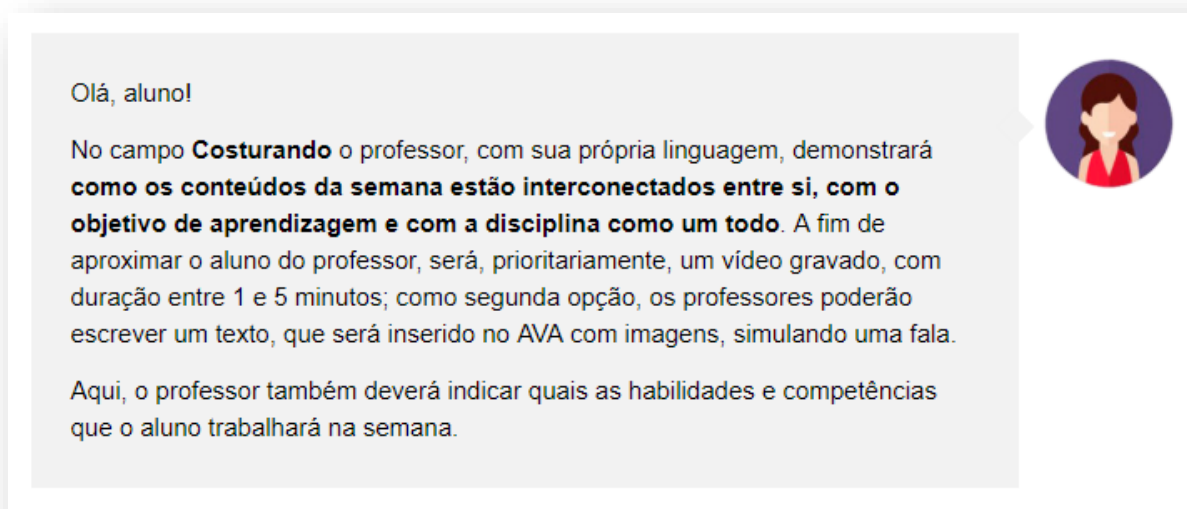 Olá, aluno!
No campo Costurando o professor, com sua própria linguagem, demonstrará
como os conteúdos da semana estão interconectados entre si, com o
objetivo de aprendizagem e com a disciplina como um todo. A fim de
aproximar o aluno do professor, será, prioritariamente, um vídeo gravado, com
duração entre 1 e 5 minutos; como segunda opção, os professores poderão
escrever um texto, que será inserido no AVA com imagens, simulando uma fala.
Aqui, o professor também deverá indicar quais as habilidades e competências
que o aluno trabalhará na semana.